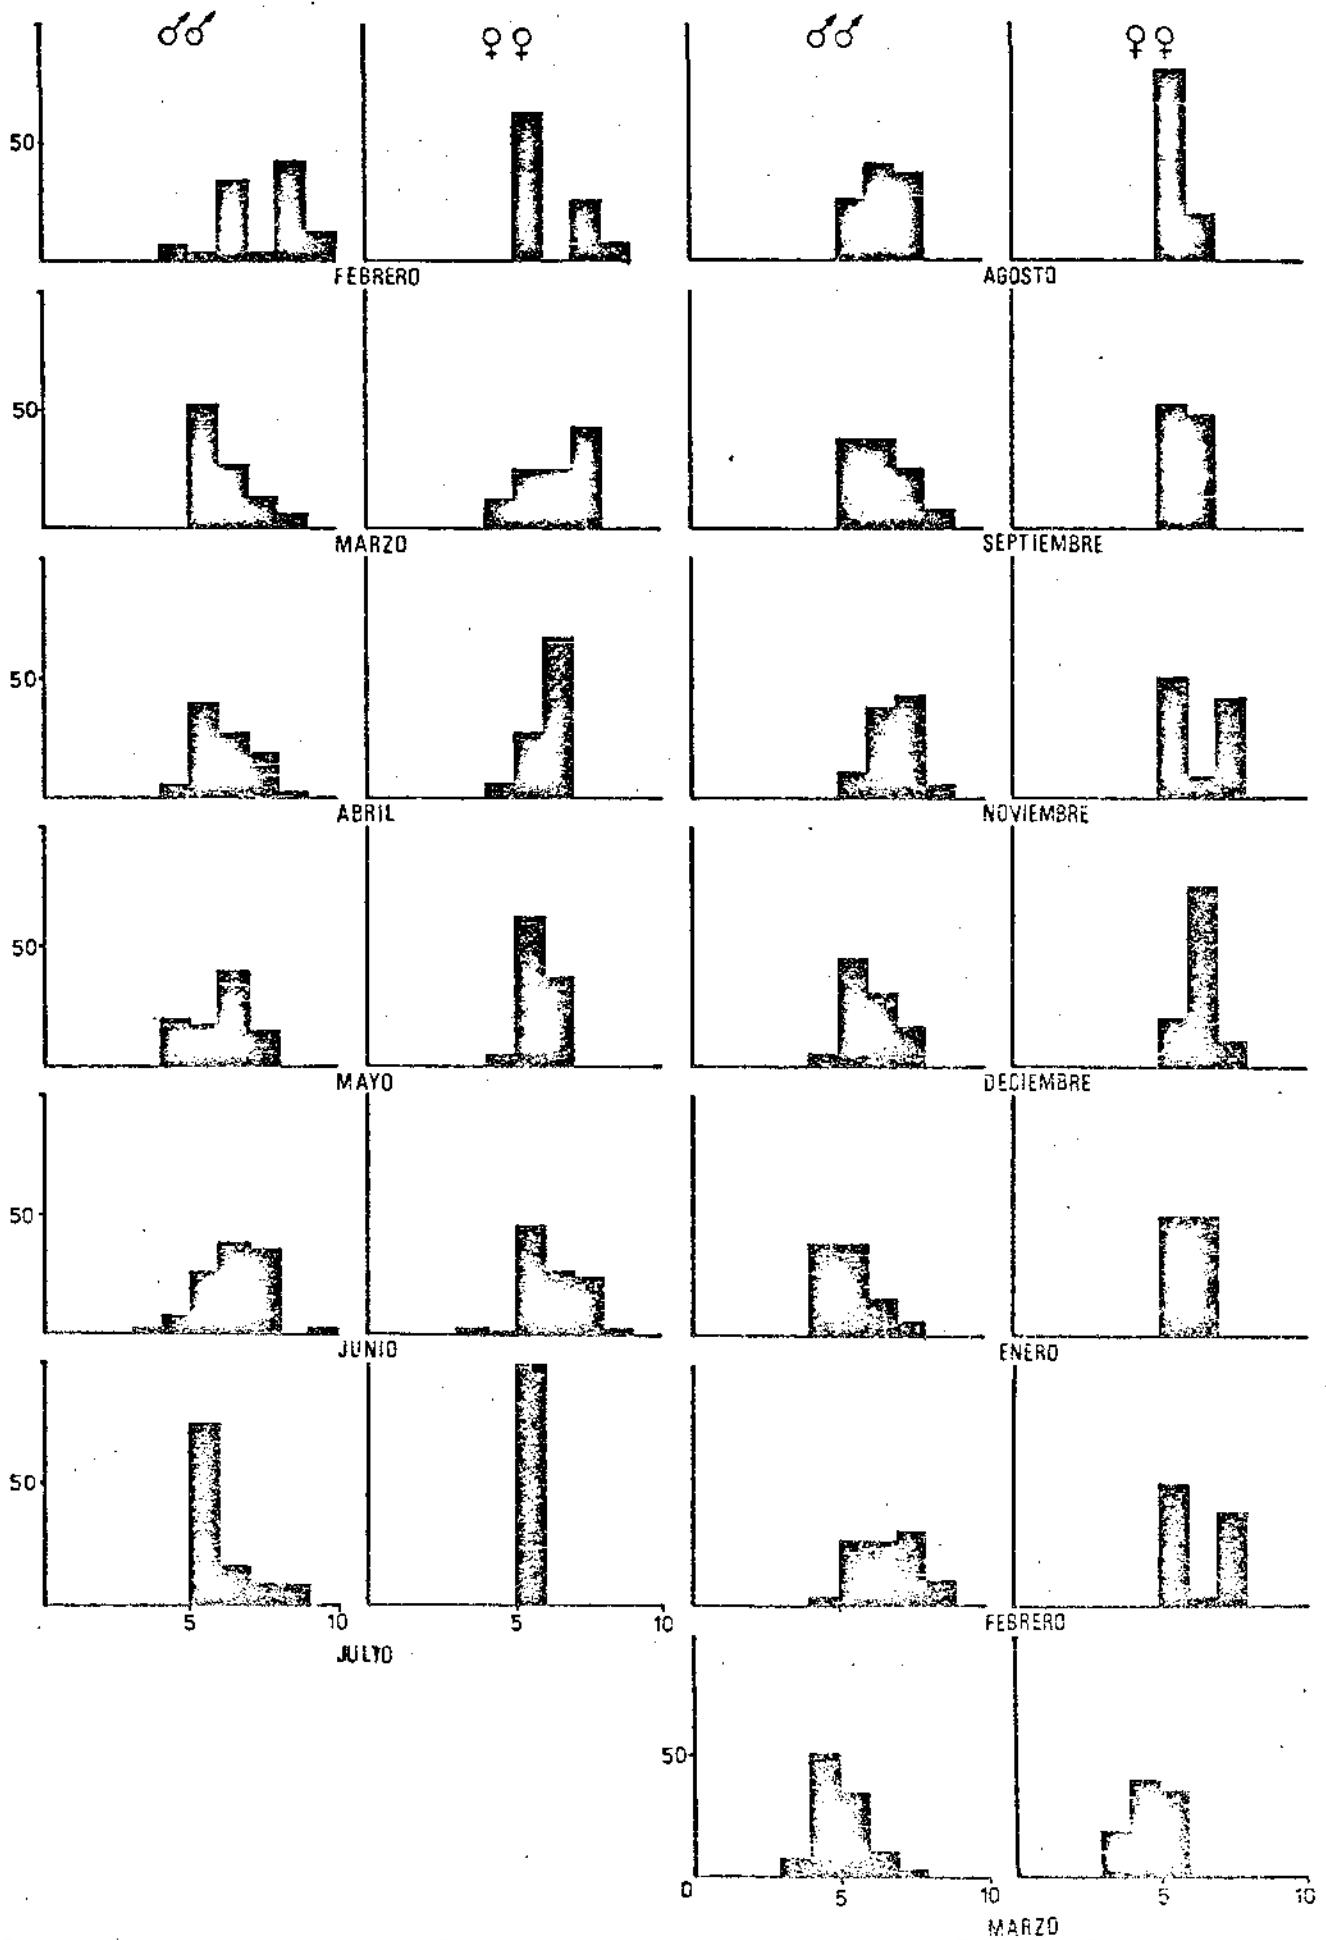 ♂♂ ♀♀ ♂♂ ♀♀
50
FEBRERO AGOSTO
50
MARZO SEPTIEMBRE
50
ABRIL NOVIEMBRE
50
MAYO DECIEMBRE
50
JUNIO ENERO
50
5 10 5 10
JULYO FEBRERO
50
0 5 10 5 10
MARZO